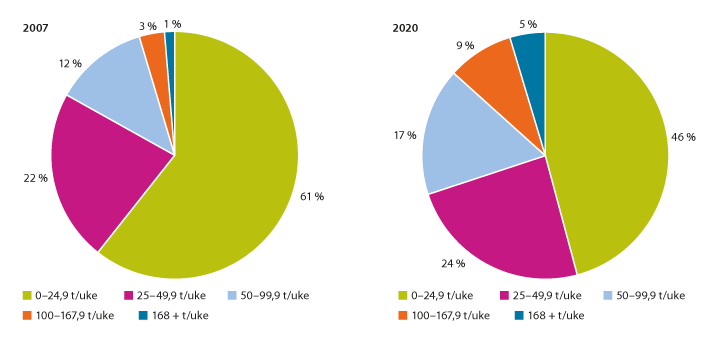 2007
3 %
1 %
12 %
22 %
61 %
0–24,9 t/uke
25–49,9 t/uke
50–99,9 t/uke
100–167,9 t/uke
168 + t/uke
2020
5 %
9 %
17 %
46 %
24 %
0–24,9 t/uke
25–49,9 t/uke
50–99,9 t/uke
100–167,9 t/uke
168 + t/uke